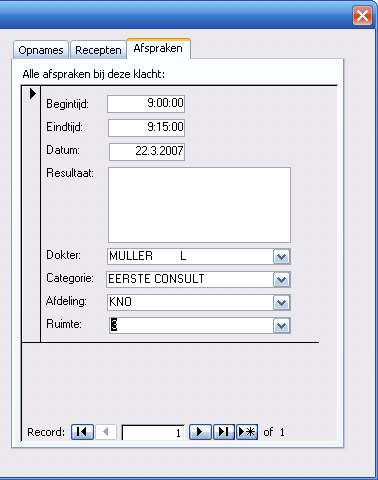 Opnames Recepten Afspraken
Alle afspraken bij deze klacht:
Begintijd: 9:00:00
Eindtijd: 9:15:00
Datum: 22.3.2007
Resultaat:
Dokter: MULLER L
Categorie: EERSTE CONSULT
Afdeling: KNO
Ruimte: 3
Record: 1 of 1